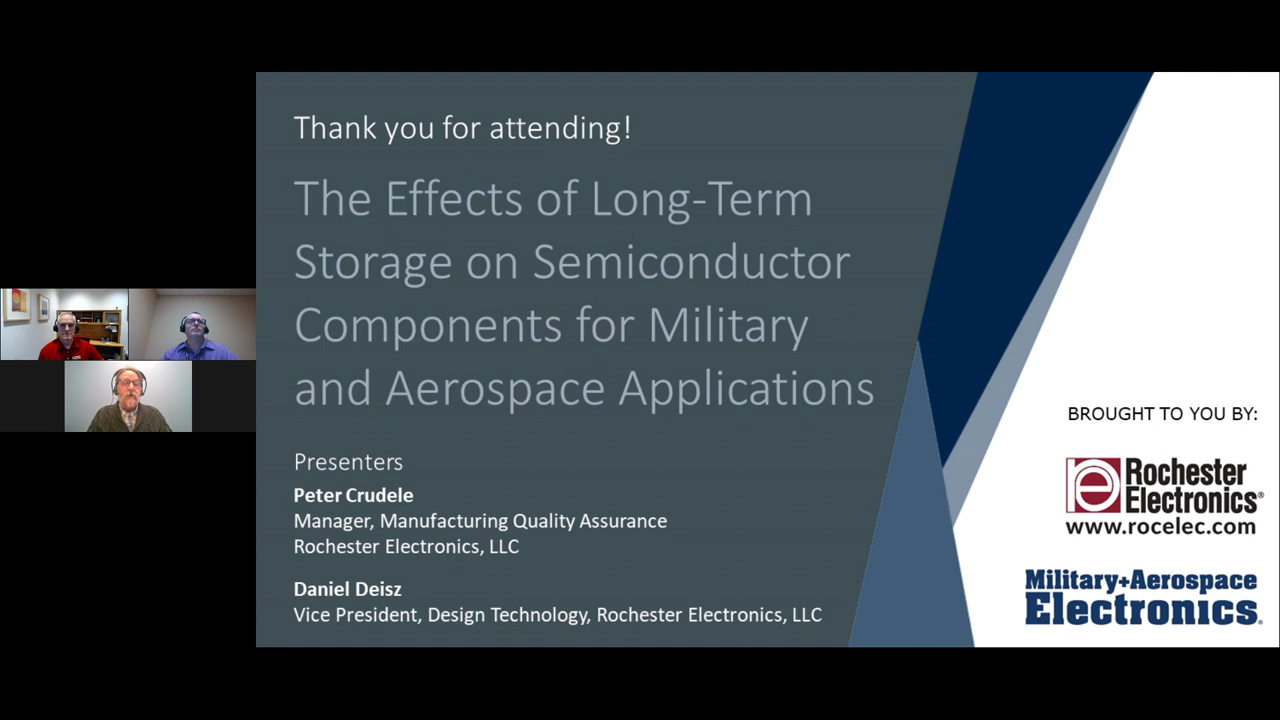 Thank you for attending!
The Effects of Long-Term
Storage on Semiconductor
Components for Military
and Aerospace Applications
Presenters
Peter Crudele
Manager, Manufacturing Quality Assurance
Rochester Electronics, LLC
Daniel Deisz
Vice President, Design Technology, Rochester Electronics, LLC
BROUGHT TO YOU BY:
re Rochester
Electronics®
www.rocelec.com
Military+Aerospace
Electronics®